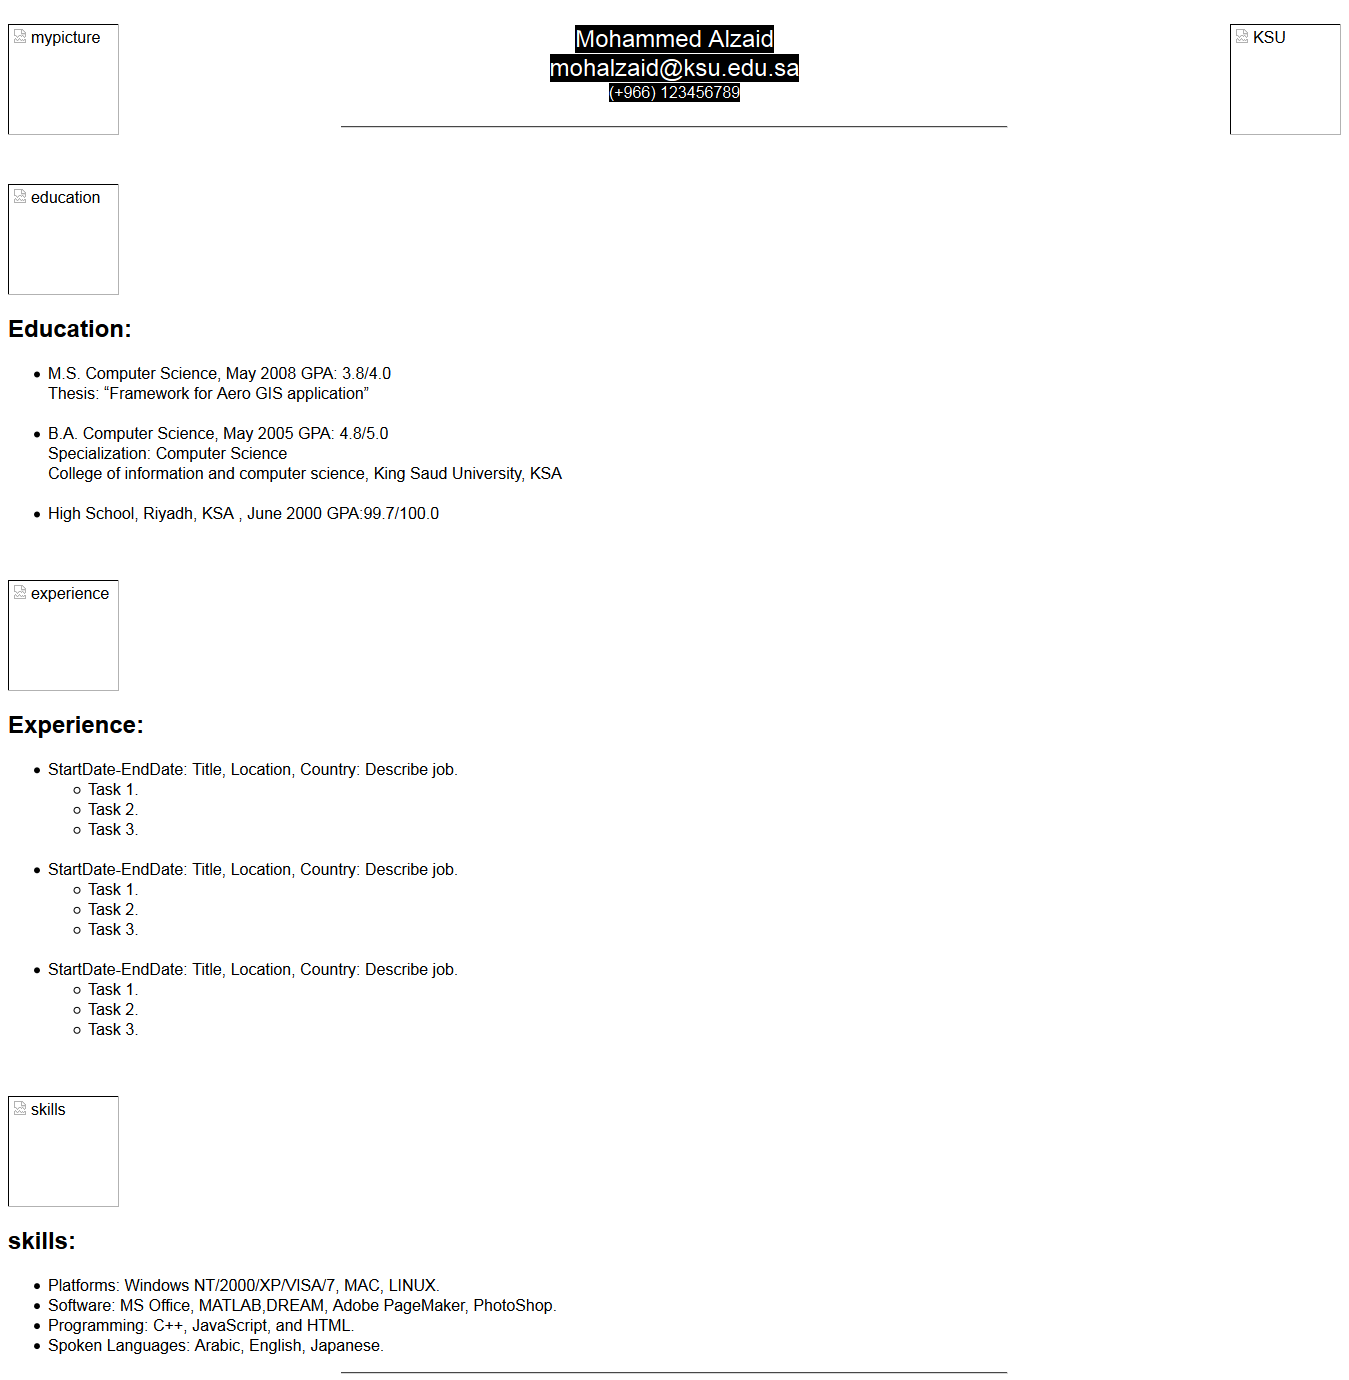 mypicture
Mohammed Alzaid
mohalzaid@ksu.edu.sa
(+966) 123456789
KSU
education
Education:
M.S. Computer Science, May 2008 GPA: 3.8/4.0
Thesis: “Framework for Aero GIS application”
B.A. Computer Science, May 2005 GPA: 4.8/5.0
Specialization: Computer Science
College of information and computer science, King Saud University, KSA
High School, Riyadh, KSA , June 2000 GPA:99.7/100.0
experience
Experience:
StartDate-EndDate: Title, Location, Country: Describe job.
Task 1.
Task 2.
Task 3.
StartDate-EndDate: Title, Location, Country: Describe job.
Task 1.
Task 2.
Task 3.
StartDate-EndDate: Title, Location, Country: Describe job.
Task 1.
Task 2.
Task 3.
skills
skills:
Platforms: Windows NT/2000/XP/VISA/7, MAC, LINUX.
Software: MS Office, MATLAB,DREAM, Adobe PageMaker, PhotoShop.
Programming: C++, JavaScript, and HTML.
Spoken Languages: Arabic, English, Japanese.